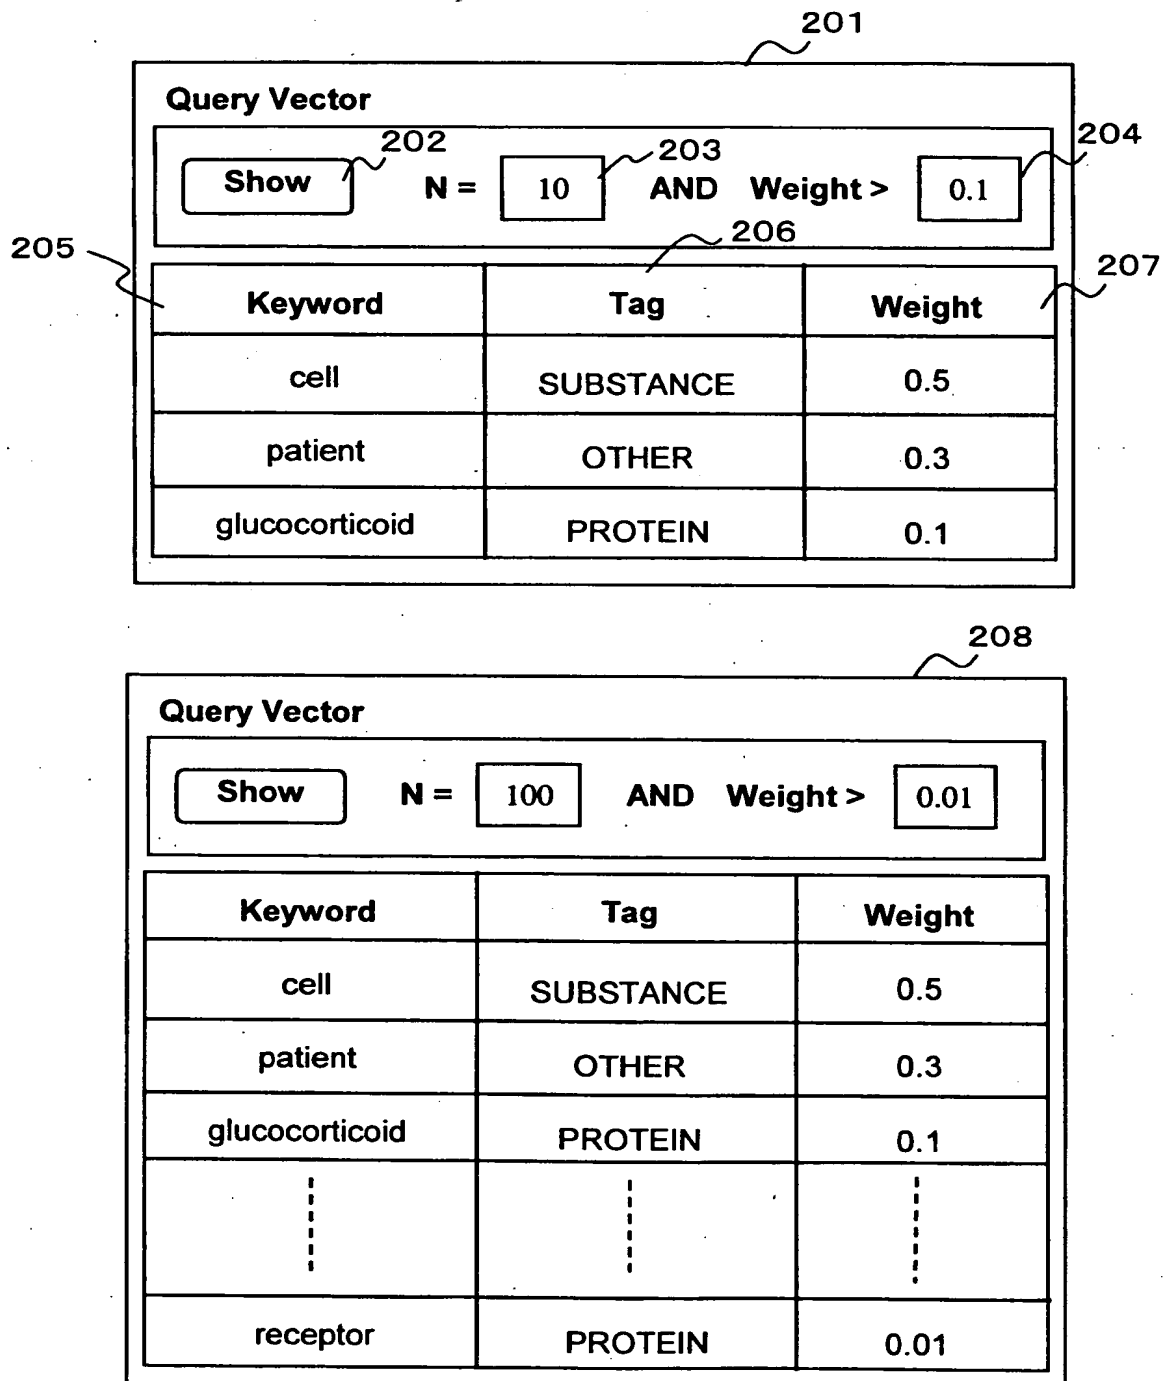 201
Query Vector
202
203
204
Show N = 10 AND Weight > 0.1
205
206
207
Keyword Tag Weight
cell SUBSTANCE 0.5
patient OTHER 0.3
glucocorticoid PROTEIN 0.1
208
Query Vector
Show N = 100 AND Weight > 0.01
Keyword Tag Weight
cell SUBSTANCE 0.5
patient OTHER 0.3
glucocorticoid PROTEIN 0.1
receptor PROTEIN 0.01